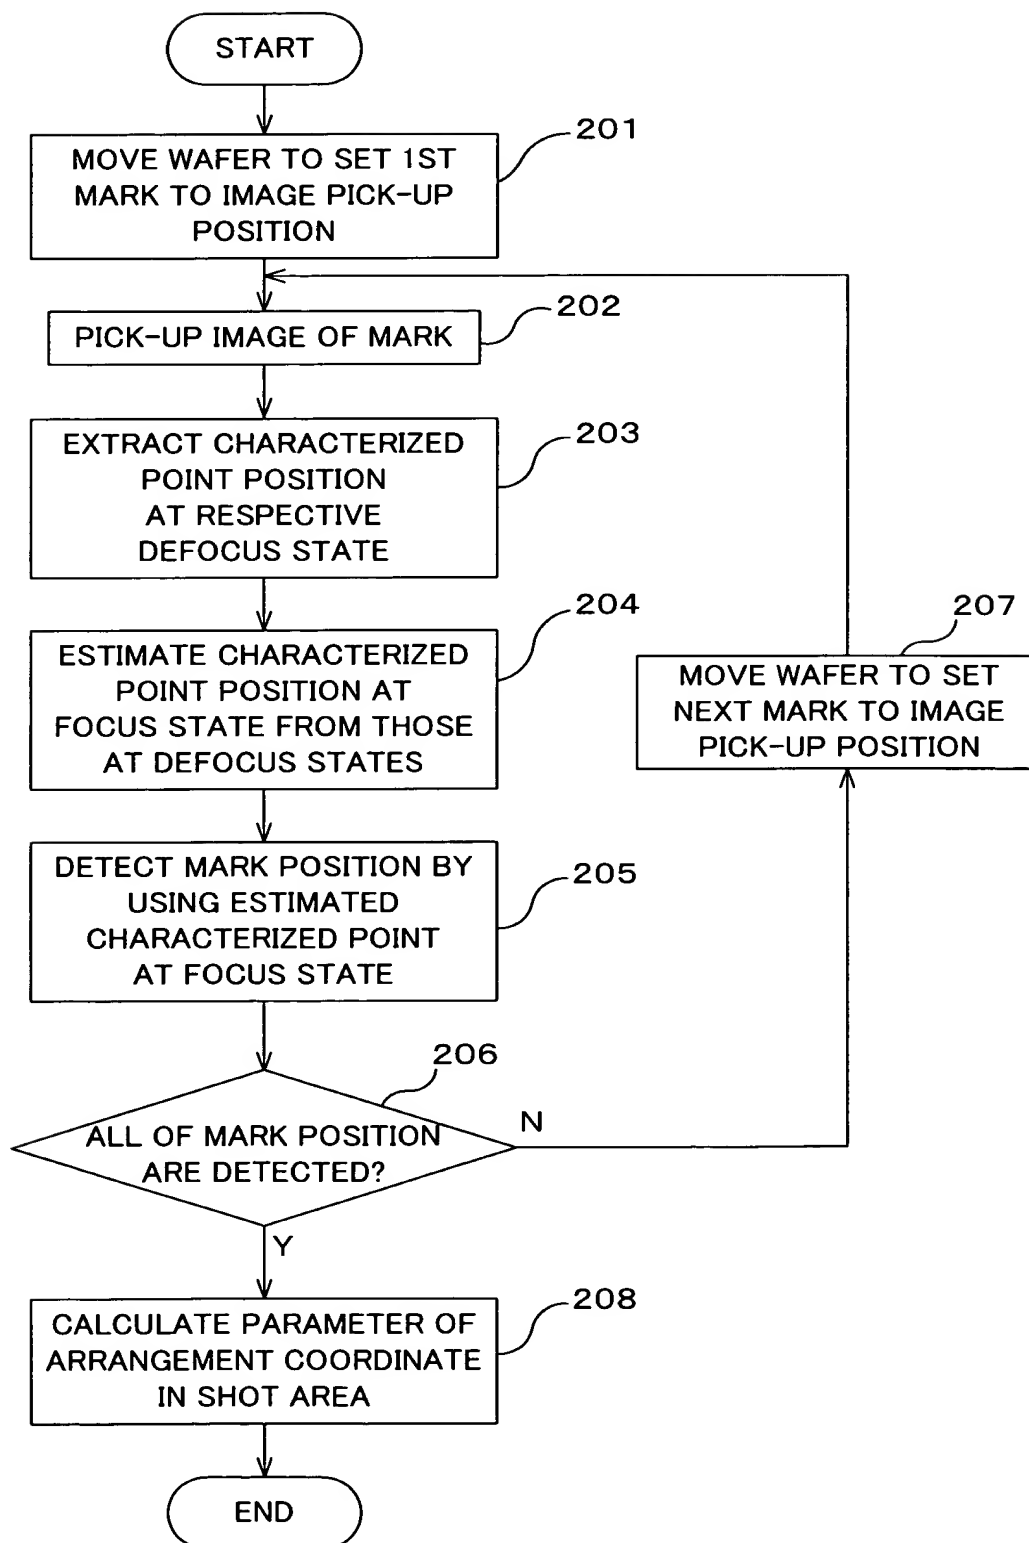 START
201
MOVE WAFER TO SET 1ST
MARK TO IMAGE PICK-UP
POSITION
202
PICK-UP IMAGE OF MARK
203
EXTRACT CHARACTERIZED
POINT POSITION
AT RESPECTIVE
DEFOCUS STATE
204
ESTIMATE CHARACTERIZED
POINT POSITION AT
FOCUS STATE FROM THOSE
AT DEFOCUS STATES
207
MOVE WAFER TO SET
NEXT MARK TO IMAGE
PICK-UP POSITION
205
DETECT MARK POSITION BY
USING ESTIMATED
CHARACTERIZED POINT
AT FOCUS STATE
206
ALL OF MARK POSITION
ARE DETECTED?
N
Y
208
CALCULATE PARAMETER OF
ARRANGEMENT COORDINATE
IN SHOT AREA
END